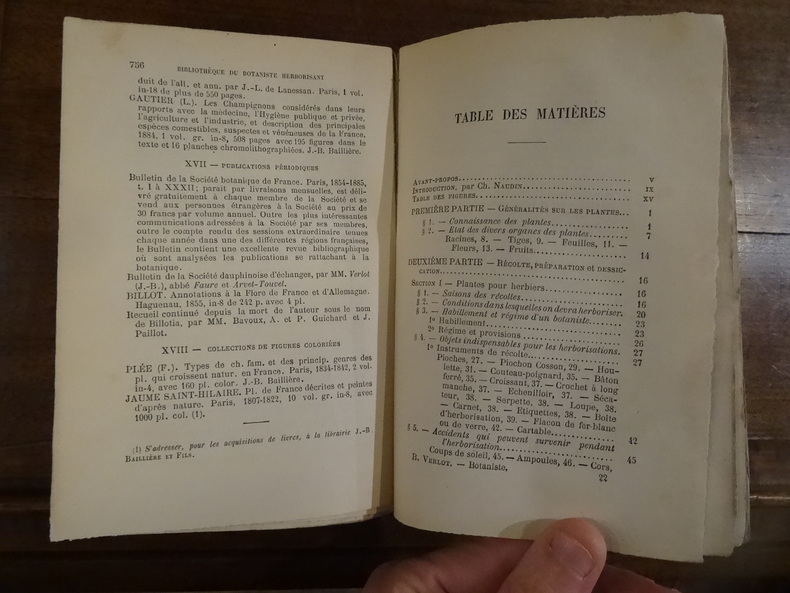 756
BIBLIOTHÈQUE DU BOTANISTE HERBORISANT
duit de l'all. et ann. par J.-L. de Lanessan. Paris, 1 vol.
in-18 de plus de 550 pages.
GAUTIER (L.). Les Champignons considérés dans leurs
rapports avec la médecine, l'Hygiène publique et privée,
l'agriculture et l'industrie, et description des principales
espèces comestibles, suspectes et vénéneuses de la France.
1884, 1 vol. gr. in-8, 508 pages avec 195 figures dans le
texte et 16 planches chromolithographiées. J.-B. Baillière.
XVII — PUBLICATIONS PÉRIODIQUES
Bulletin de la Société botanique de France. Paris, 1854-1885,
t. 1 à XXXII; paraît par livraisons mensuelles, est déli-
vré gratuitement à chaque membre de la Société et se
vend aux personnes étrangères à la Société au prix de
30 francs par volume annuel. Outre les plus intéressantes
communications adressées à la Société par ses membres,
outre le compte rendu des sessions extraordinaire tenues
chaque année dans une des différentes régions françaises,
le Bulletin contient une excellente revue bibliographique
où sont analysées les publications se rattachant à la
botanique.
Bulletin de la Société dauphinoise d'échanges, par MM. Verlot
(J.-B.), abbé Faure et Arvet-Touvet.
BILLOT. Annotations à la Flore de France et d'Allemagne.
Haguenau, 1855, in-8 de 242 p. avec 4 pl.
Recueil continué depuis la mort de l'auteur sous le nom
de Billotia, par MM. Bavoux, A. et P. Guichard et J.
Paillot.
XVIII — COLLECTIONS DE FIGURES COLORIÉES
PLÉE (F.). Types de ch. fam. et des princip. genres des
pl. qui croissent natur. en France. Paris, 1834-1842, 2 vol.
in-4, avec 160 pl. color. J.-B. Baillière.
JAUME SAINT-HILAIRE. Pl. de France décrites et peintes
d'après nature. Paris, 1807-1822, 10 vol. gr. in-8, avec
1000 pl. col. (1).
(1) S'adresser, pour les acquisitions de livres, à la librairie J.-B
BAILLIÈRE ET FILS.
TABLE DES MATIÈRES
AVANT-PROPOS. V
INTRODUCTION, par Ch. NAUDIN. IX
TABLE DES FIGURES. XV
PREMIÈRE PARTIE — GÉNÉRALITÉS SUR LES PLANTES.. 1
§ 1. — Connaissance des plantes. 1
§ 2. — Etat des divers organes des plantes. 7
Racines, 8. — Tiges, 9. — Feuilles, 11. —
Fleurs, 13. — Fruits. 14
DEUXIÈME PARTIE — RÉCOLTE, PRÉPARATION ET DESSIC-
CATION. 16
SECTION I — Plantes pour herbiers. 16
§ 1. — Saisons des récoltes. 16
§ 2. — Conditions dans lesquelles on devra herboriser. 20
§ 3. — Habillement et régime d'un botaniste. 23
1º Habillement. 23
2º Régime et provisions. 26
§ 4. — Objets indispensables pour les herborisations. 27
1º Instruments de récolte. 27
Pioches, 27. — Piochon Cosson, 29. — Hou-
lette, 31. — Couteau-poignard, 35. — Bâton
ferré, 35. — Croissant, 37. — Crochet à long
manche, 37. — Echenilloir, 37. — Séca-
teur, 38. — Serpette, 38. — Loupe, 38.
— Carnet, 38. — Etiquettes, 38. — Boîte
d'herborisation, 39. — Flacon de fer-blanc
ou de verre, 42. — Cartable. 42
§ 5. — Accidents qui peuvent survenir pendant
l'herborisation. 45
Coups de soleil, 45. — Ampoules, 46. — Cors,
B. VERLOT. — Botaniste.
22